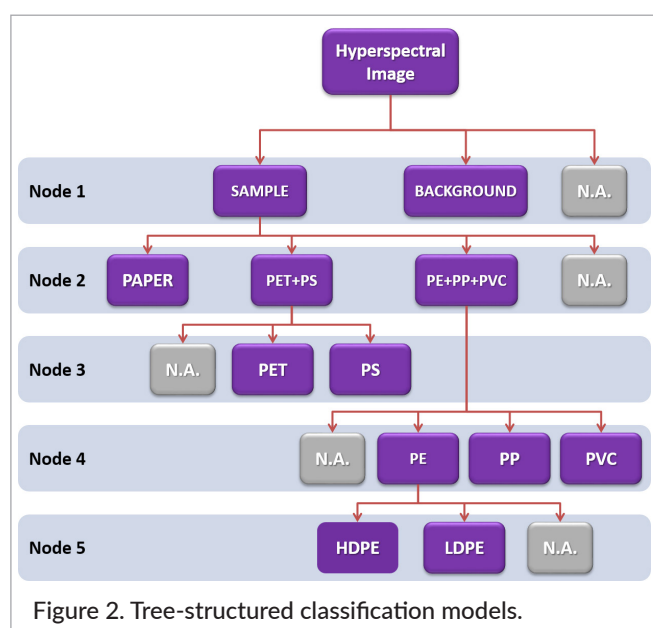 Hyperspectral
Image
Node 1
SAMPLE
BACKGROUND
N.A.
Node 2
PAPER
PET+PS
PE+PP+PVC
N.A.
Node 3
N.A.
PET
PS
Node 4
N.A.
PE
PP
PVC
Node 5
HDPE
LDPE
N.A.
Figure 2. Tree-structured classification models.